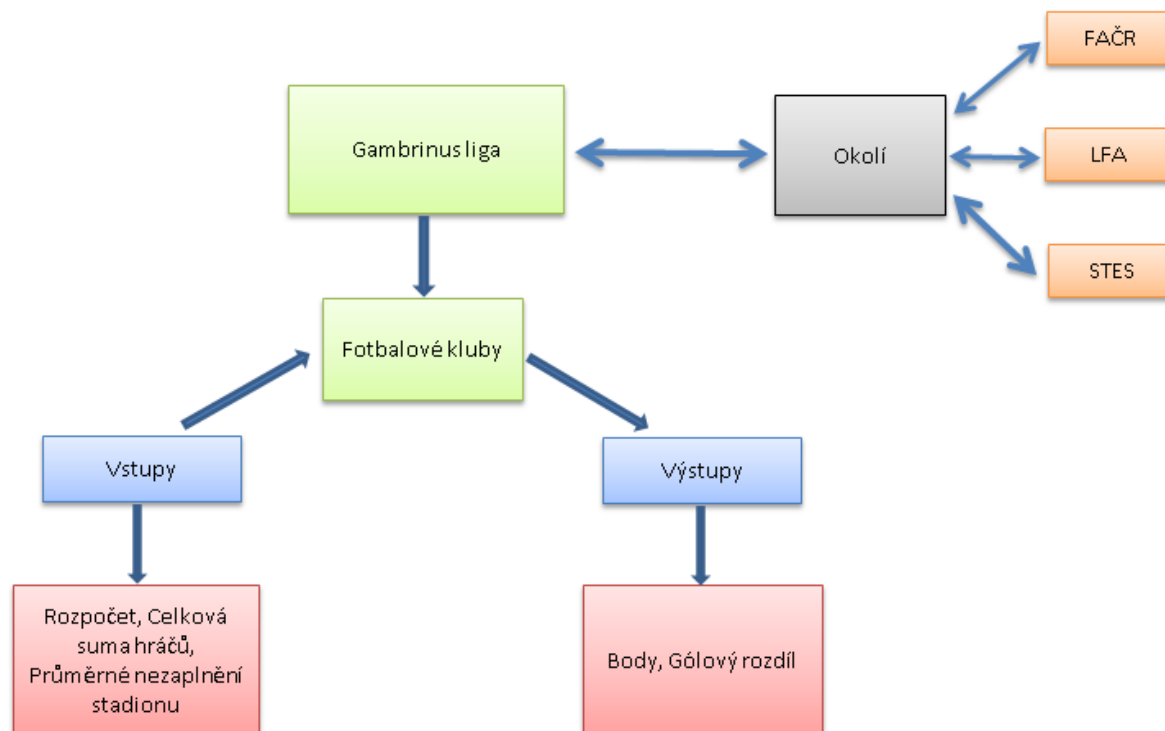 FAČR
Gambrinus liga
Okolí
LFA
STES
Fotbalové kluby
Vstupy
Výstupy
Rozpočet, Celková
suma hráčů,
Průměrné nezaplnění
stadionu
Body, Gólový rozdíl